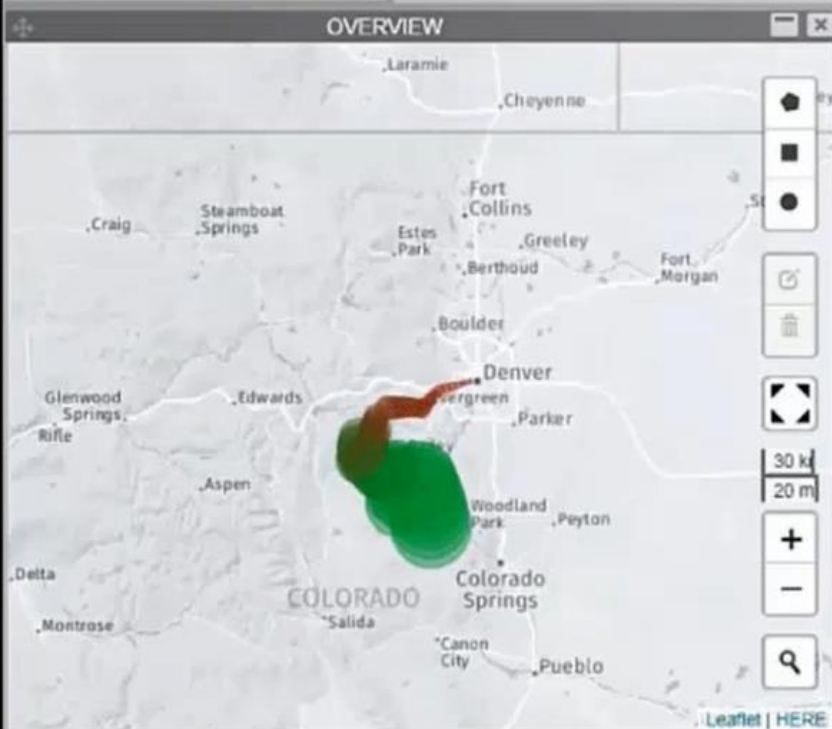 OVERVIEW
Laramie
Cheyenne
Fort
Collins
Steamboat
Springs
Craig
Estes
Park
Greeley
Berthoud
Fort
Morgan
Boulder
Denver
Glenwood
Springs
Edwards
vergreen
Parker
Rifle
30 k
20 m
Aspen
Woodland
Park
Peyton
Delta
Colorado
Springs
COLORADO
Salida
Montrose
Canon
City
Pueblo
Leaflet | HERE